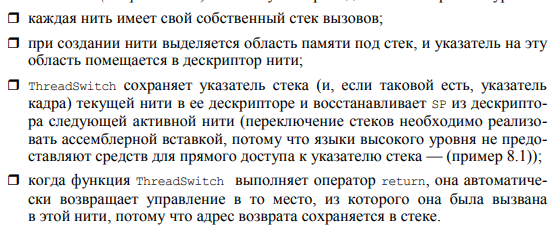 ❒ каждая нить имеет свой собственный стек вызовов;
❒ при создании нити выделяется область памяти под стек, и указатель на эту
область помещается в дескриптор нити;
❒ ThreadSwitch сохраняет указатель стека (и, если таковой есть, указатель
кадра) текущей нити в ее дескрипторе и восстанавливает SP из дескрипто-
ра следующей активной нити (переключение стеков необходимо реализо-
вать ассемблерной вставкой, потому что языки высокого уровня не предо-
ставляют средств для прямого доступа к указателю стека — (пример 8.1));
❒ когда функция ThreadSwitch выполняет оператор return, она автоматиче-
ски возвращает управление в то место, из которого она была вызвана
в этой нити, потому что адрес возврата сохраняется в стеке.